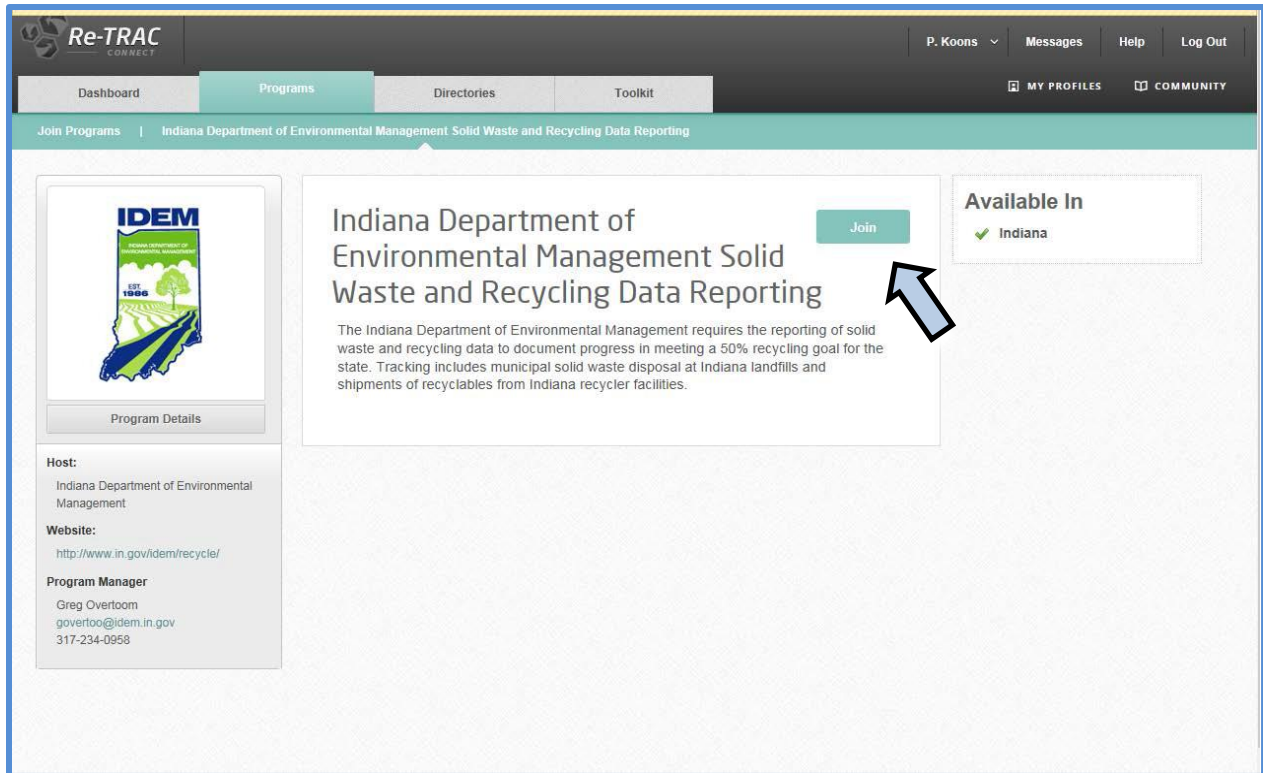 Re-TRAC
CONNECT
P. Koons
Messages
Help
Log Out
Dashboard
Programs
Directories
Toolkit
MY PROFILES
COMMUNITY
Join Programs | Indiana Department of Environmental Management Solid Waste and Recycling Data Reporting
IDEM
INDIANA DEPARTMENT OF
ENVIRONMENTAL MANAGEMENT
EST.
1986
Program Details
Host:
Indiana Department of Environmental
Management
Website:
http://www.in.gov/idem/recycle/
Program Manager
Greg Overtoom
govertoo@idem.in.gov
317-234-0958
Indiana Department of
Environmental Management Solid
Waste and Recycling Data Reporting
Join
The Indiana Department of Environmental Management requires the reporting of solid
waste and recycling data to document progress in meeting a 50% recycling goal for the
state. Tracking includes municipal solid waste disposal at Indiana landfills and
shipments of recyclables from Indiana recycler facilities.
Available In
Indiana